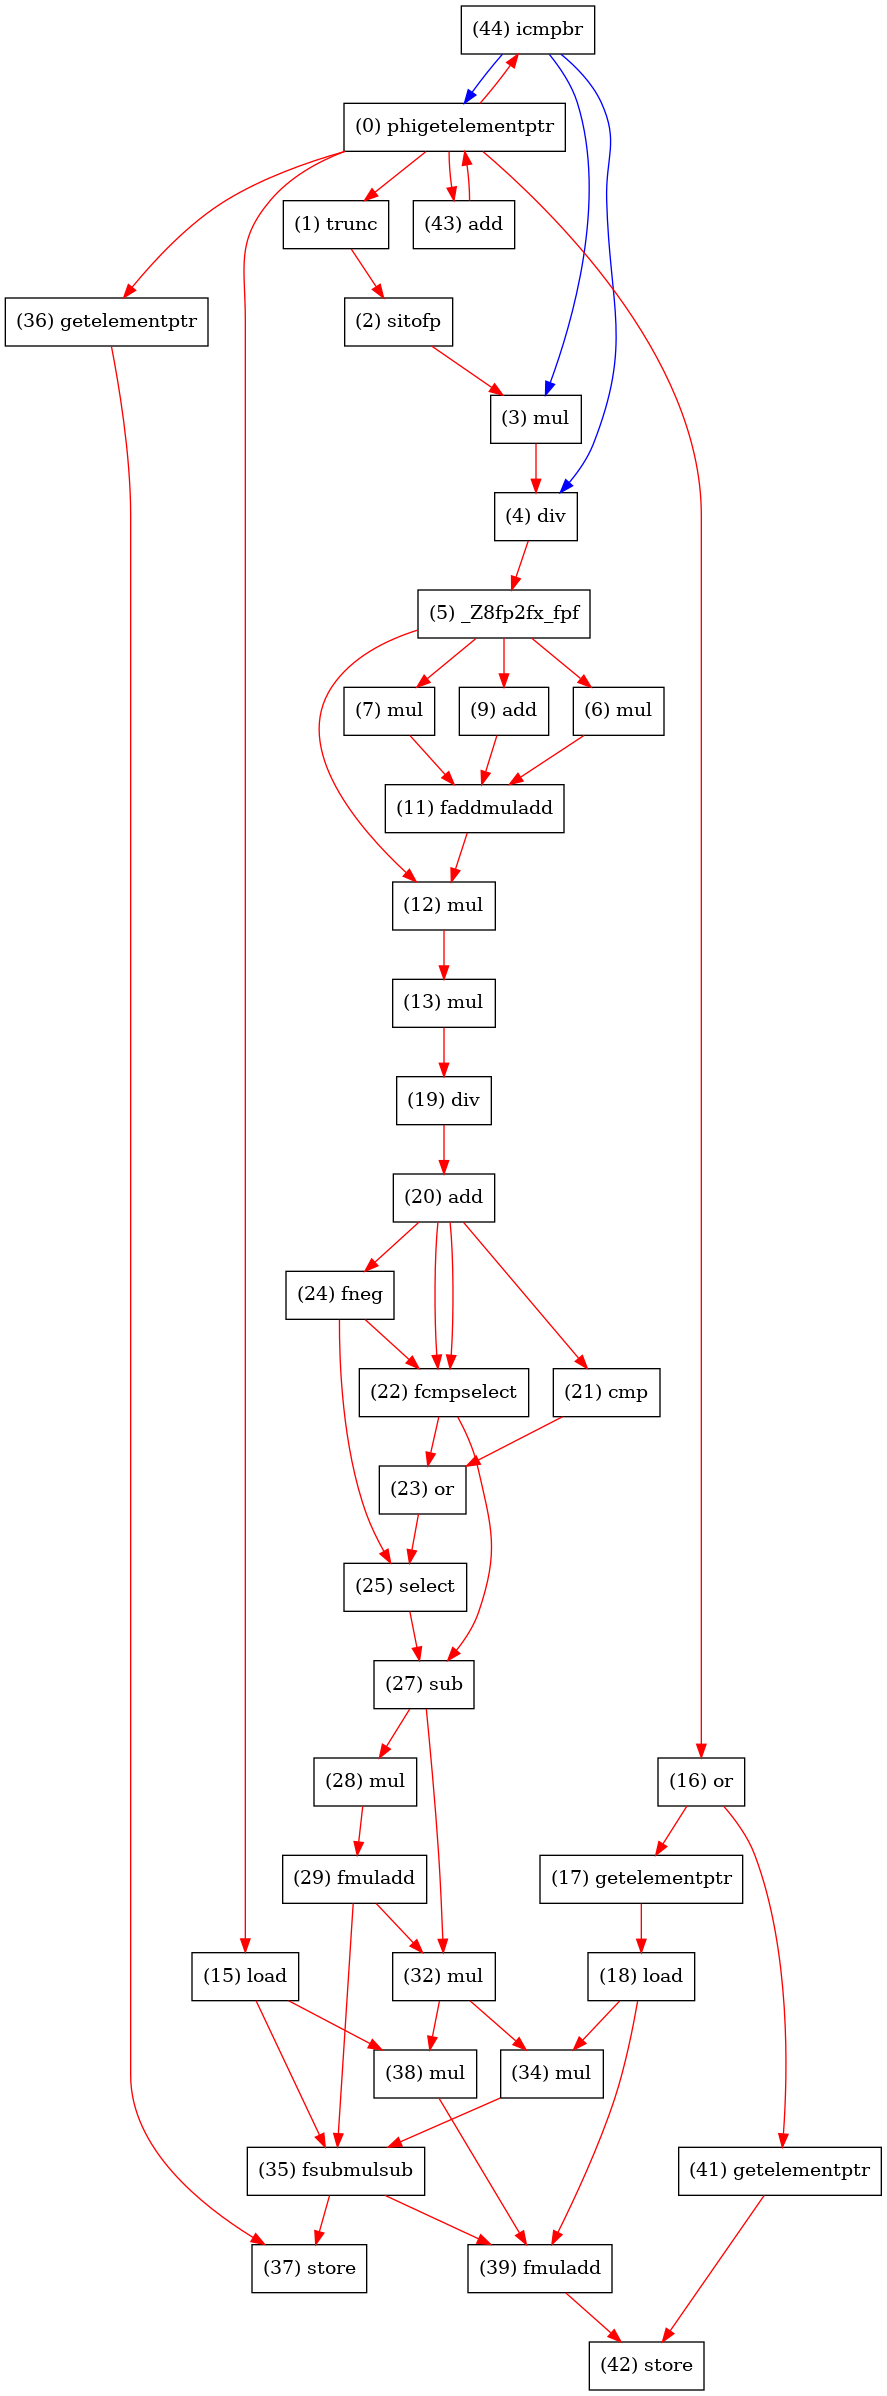 (44) icmpbr
(0) phigetelementptr
(1) trunc
(43) add
(36) getelementptr
(2) sitofp
(3) mul
(4) div
(5) _Z8fp2fx_fpf
(7) mul
(9) add
(6) mul
(11) faddmuladd
(12) mul
(13) mul
(19) div
(20) add
(24) fneg
(22) fcmpselect
(21) cmp
(23) or
(25) select
(27) sub
(28) mul
(16) or
(29) fmuladd
(17) getelementptr
(15) load
(32) mul
(18) load
(38) mul
(34) mul
(35) fsubmulsub
(41) getelementptr
(37) store
(39) fmuladd
(42) store